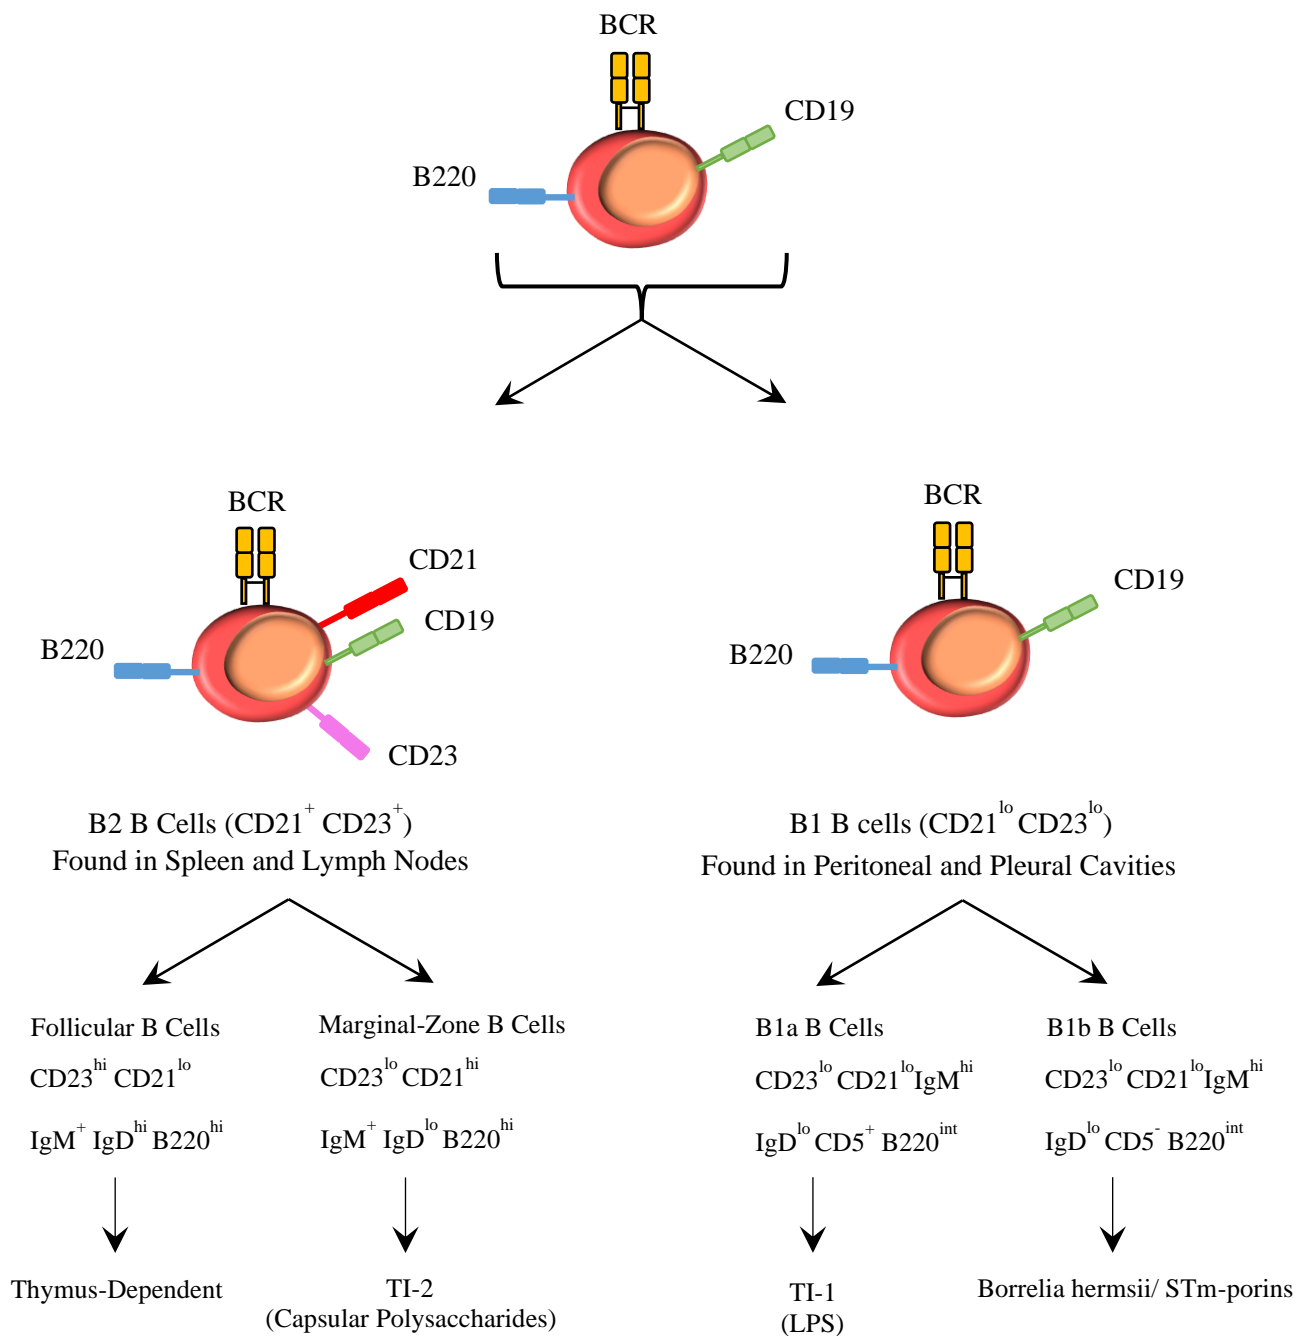 BCR
CD19
B220
BCR
CD21
CD19
B220
CD23
B2 B Cells (CD21+ CD23+)
Found in Spleen and Lymph Nodes
BCR
CD19
B220
B1 B cells (CD21lo CD23lo)
Found in Peritoneal and Pleural Cavities
Follicular B Cells
CD23hi CD21lo
IgM+ IgDhi B220hi
Thymus-Dependent
Marginal-Zone B Cells
CD23lo CD21hi
IgM+ IgDlo B220hi
TI-2
(Capsular Polysaccharides)
B1a B Cells
CD23lo CD21loIgMhi
IgDlo CD5+ B220int
TI-1
(LPS)
B1b B Cells
CD23lo CD21loIgMhi
IgDlo CD5- B220int
Borrelia hermsii/ STm-porins